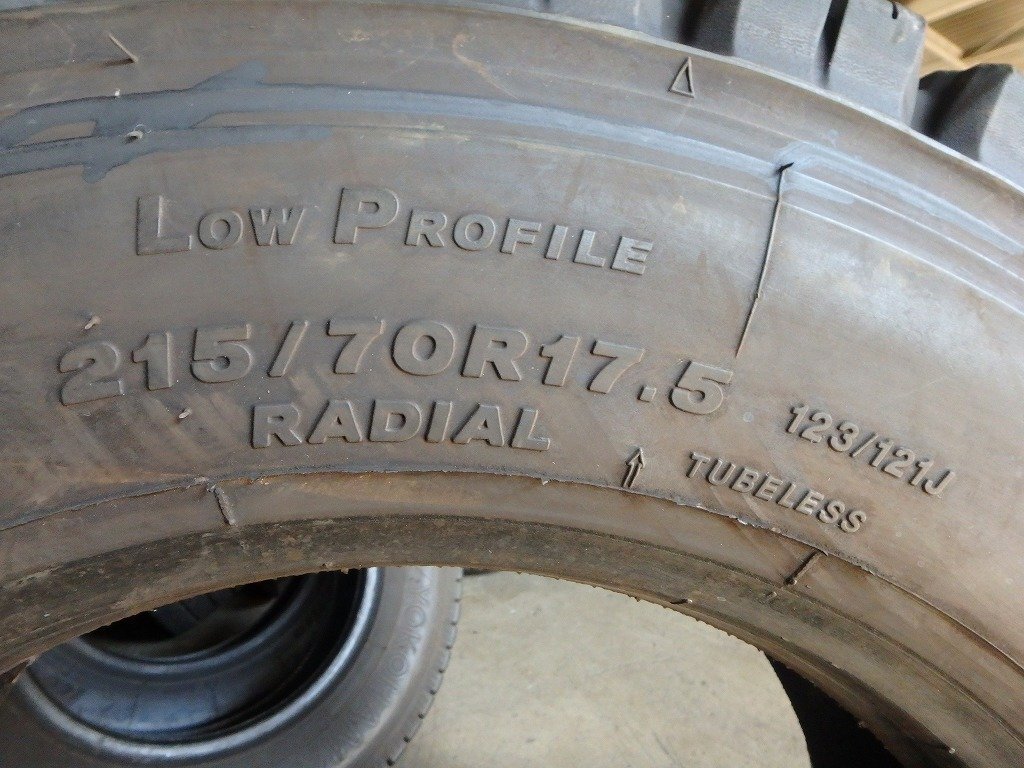 LOW PROFILE
215/70R17.5
RADIAL
123/121J
TUBELESS